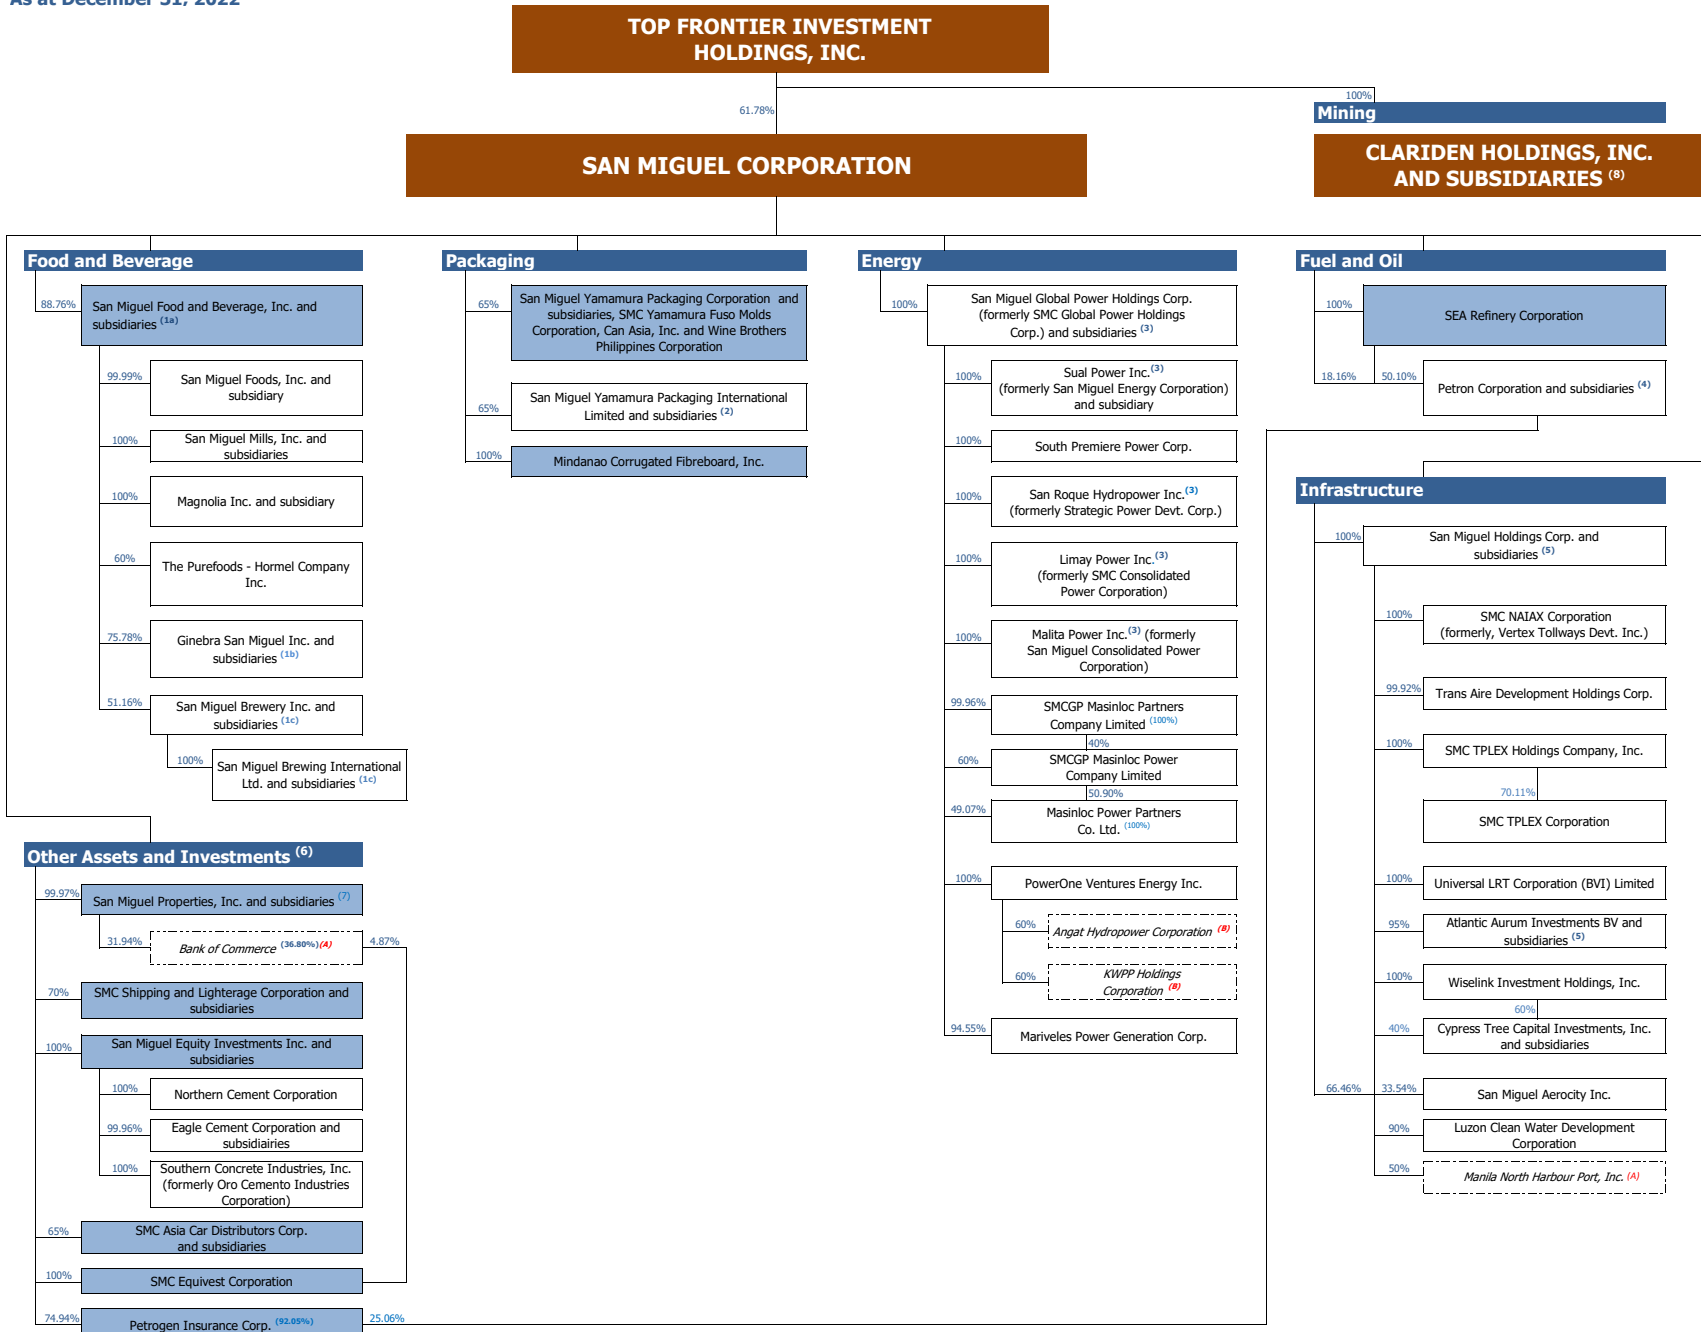 As at December 31, 2022
TOP FRONTIER INVESTMENT
HOLDINGS, INC.
61.78%
100%
Mining
SAN MIGUEL CORPORATION
CLARIDEN HOLDINGS, INC.
AND SUBSIDIARIES (8)
Food and Beverage
88.76%
San Miguel Food and Beverage, Inc. and
subsidiaries (1a)
99.99%
San Miguel Foods, Inc. and
subsidiary
100%
San Miguel Mills, Inc. and
subsidiaries
100%
Magnolia Inc. and subsidiary
60%
The Purefoods - Hormel Company
Inc.
75.78%
Ginebra San Miguel Inc. and
subsidiaries (1b)
51.16%
San Miguel Brewery Inc. and
subsidiaries (1c)
100%
San Miguel Brewing International
Ltd. and subsidiaries (1c)
Packaging
65%
San Miguel Yamamura Packaging Corporation and
subsidiaries, SMC Yamamura Fuso Molds
Corporation, Can Asia, Inc. and Wine Brothers
Philippines Corporation
65%
San Miguel Yamamura Packaging International
Limited and subsidiaries (2)
100%
Mindanao Corrugated Fibreboard, Inc.
Energy
100%
San Miguel Global Power Holdings Corp.
(formerly SMC Global Power Holdings
Corp.) and subsidiaries (3)
100%
Sual Power Inc.(3)
(formerly San Miguel Energy Corporation)
and subsidiary
100%
South Premiere Power Corp.
100%
San Roque Hydropower Inc.(3)
(formerly Strategic Power Devt. Corp.)
100%
Limay Power Inc.(3)
(formerly SMC Consolidated
Power Corporation)
100%
Malita Power Inc.(3) (formerly
San Miguel Consolidated Power
Corporation)
99.96%
SMCGP Masinloc Partners
Company Limited (100%)
40%
60%
SMCGP Masinloc Power
Company Limited
50.90%
49.07%
Masinloc Power Partners
Co. Ltd. (100%)
100%
PowerOne Ventures Energy Inc.
60%
Angat Hydropower Corporation (B)
60%
KWPP Holdings
Corporation (B)
94.55%
Mariveles Power Generation Corp.
Fuel and Oil
100%
SEA Refinery Corporation
18.16%
50.10%
Petron Corporation and subsidiaries (4)
Infrastructure
100%
San Miguel Holdings Corp. and
subsidiaries (5)
100%
SMC NAIAX Corporation
(formerly, Vertex Tollways Devt. Inc.)
99.92%
Trans Aire Development Holdings Corp.
100%
SMC TPLEX Holdings Company, Inc.
70.11%
SMC TPLEX Corporation
100%
Universal LRT Corporation (BVI) Limited
95%
Atlantic Aurum Investments BV and
subsidiaries (5)
100%
Wiselink Investment Holdings, Inc.
60%
40%
Cypress Tree Capital Investments, Inc.
and subsidiaries
66.46%
33.54%
San Miguel Aerocity Inc.
90%
Luzon Clean Water Development
Corporation
50%
Manila North Harbour Port, Inc. (A)
Other Assets and Investments (6)
99.97%
San Miguel Properties, Inc. and subsidiaries (7)
31.94%
Bank of Commerce (36.80%)(A)
4.87%
70%
SMC Shipping and Lighterage Corporation and
subsidiaries
100%
San Miguel Equity Investments Inc. and
subsidiaries
100%
Northern Cement Corporation
99.96%
Eagle Cement Corporation and
subsidiairies
100%
Southern Concrete Industries, Inc.
(formerly Oro Cemento Industries
Corporation)
65%
SMC Asia Car Distributors Corp.
and subsidiaries
100%
SMC Equivest Corporation
74.94%
Petrogen Insurance Corp. (92.05%)
25.06%